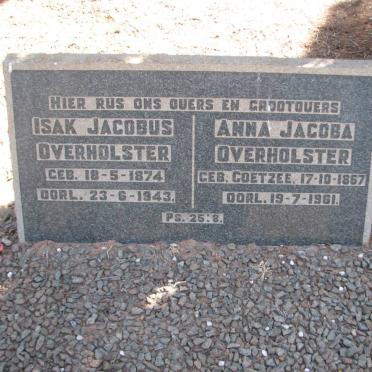 HIER RUS ONS OUERS EN GROOTOUERS
ISAK JACOBUS
OVERHOLSTER
GEB. 18-5-1874.
OORL. 23-6-1943.
ANNA JACOBA
OVERHOLSTER
GEB. COETZEE, 17-10-1867
OORL. 19-7-1961.
PS. 25:8.